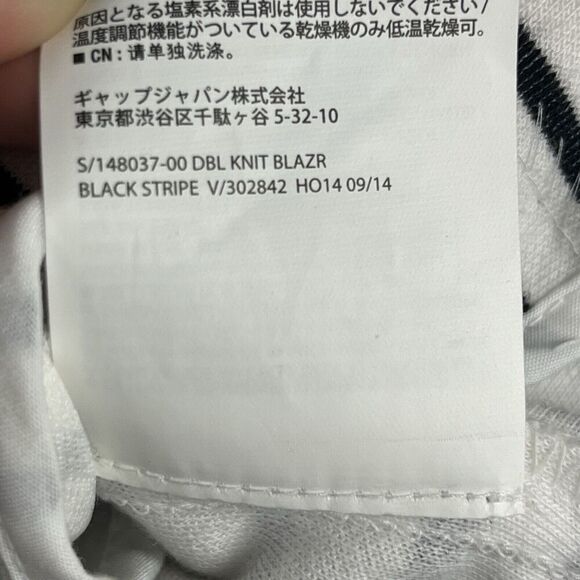 原因となる塩素系漂白剤は使用しないでください/
温度調節機能がついている乾燥機のみ低温乾燥可。
■ CN : 请单独洗涤。
ギャップジャパン株式会社
東京都渋谷区千駄ヶ谷 5-32-10
S/148037-00 DBL KNIT BLAZR
BLACK STRIPE V/302842 HO14 09/14